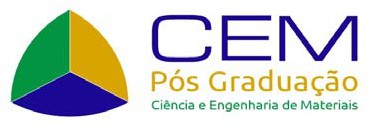 CEM
Pós Graduação
Ciência e Engenharia de Materiais